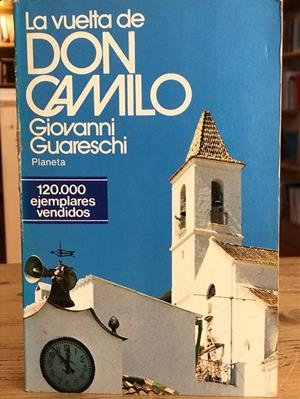 La vuelta de
DON
CAMILO
Giovanni
Guareschi
Planeta
120.000
ejemplares
vendidos